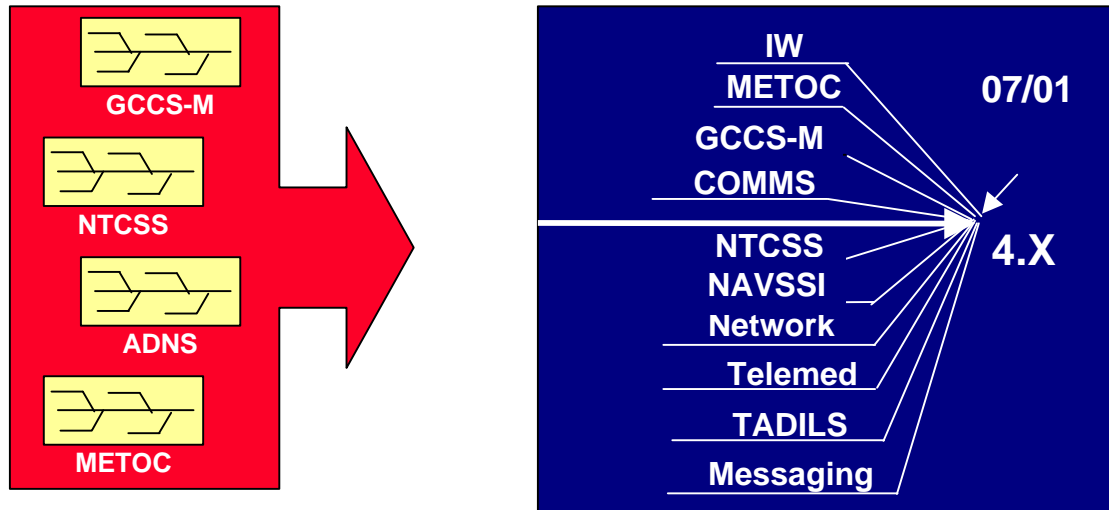 GCCS-M
NTCSS
ADNS
METOC
IW
METOC
GCCS-M
COMMS
NTCSS
NAVSSI
Network
Telemed
TADILS
Messaging
07/01
4.X